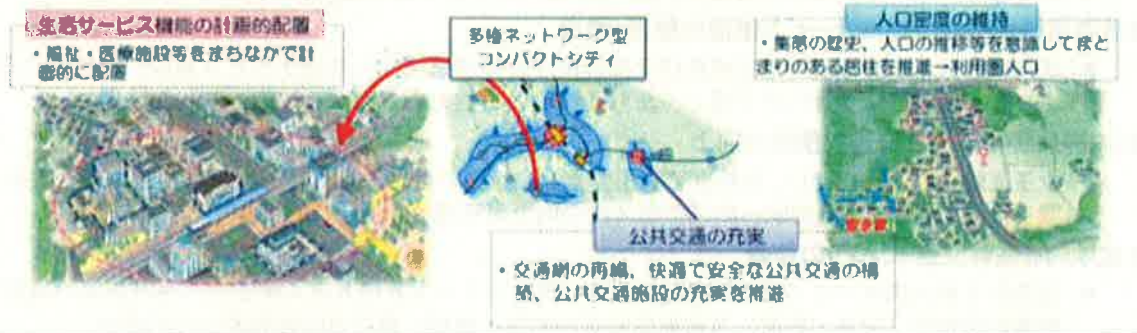 生活サービス機能の計画的配置
・福祉・医療施設等をまちなかで計
画的に配置
多極ネットワーク型
コンパクトシティ
人口密度の維持
・集落の歴史、人口の推移等を意識してまと
まりのある居住を推進→利用圏人口
空き家
公共交通の充実
・交通網の再編、快適で安全な公共交通の構
築、公共交通施設の充実を推進